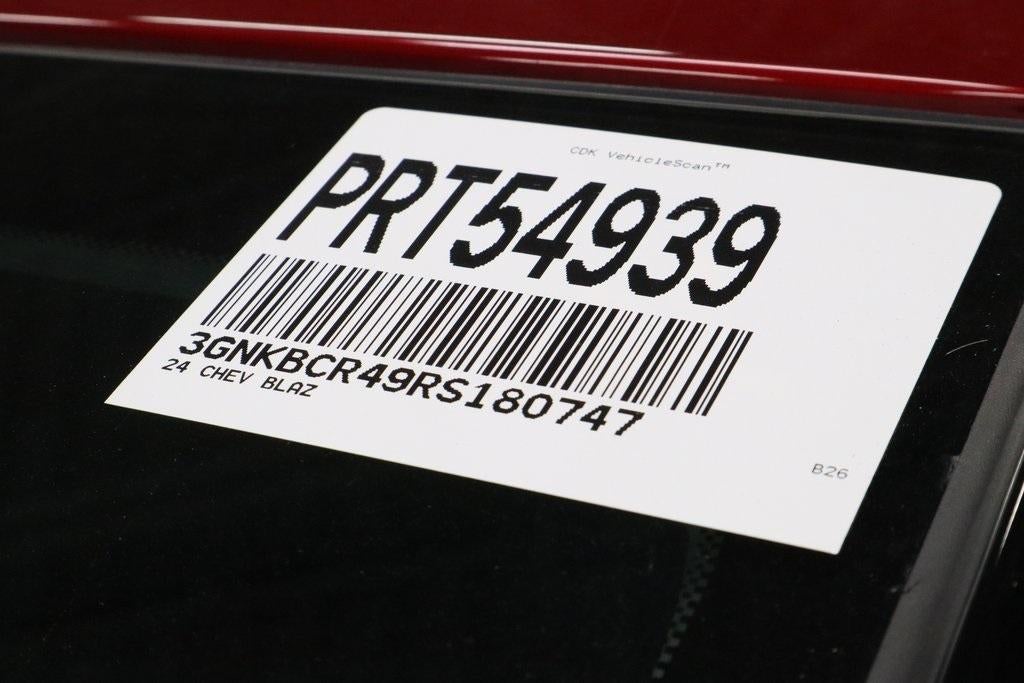 CDK VehicleScan™
PRT54939
3GNKBCR49RS180747
24 CHEV BLAZ
B26